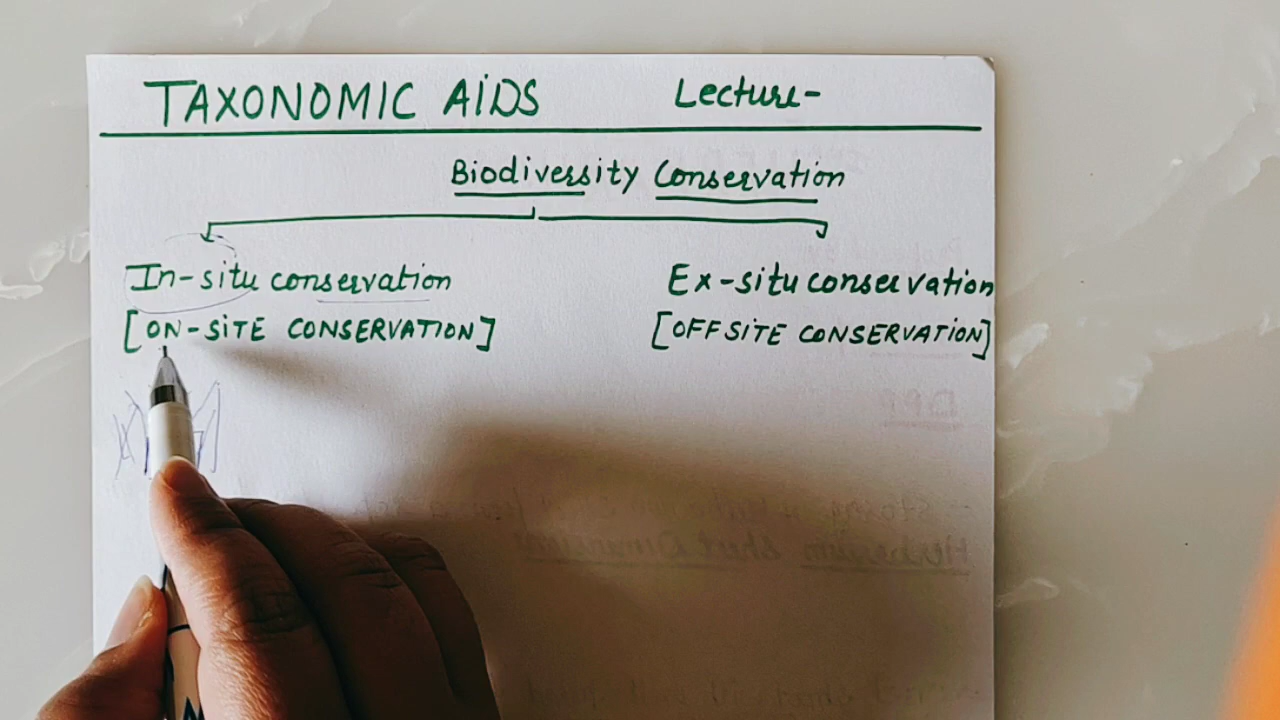 TAXONOMIC AIDS Lecture-
Biodiversity Conservation
In-situ conservation Ex-situ conservation
[ON-SITE CONSERVATION] [OFFSITE CONSERVATION]